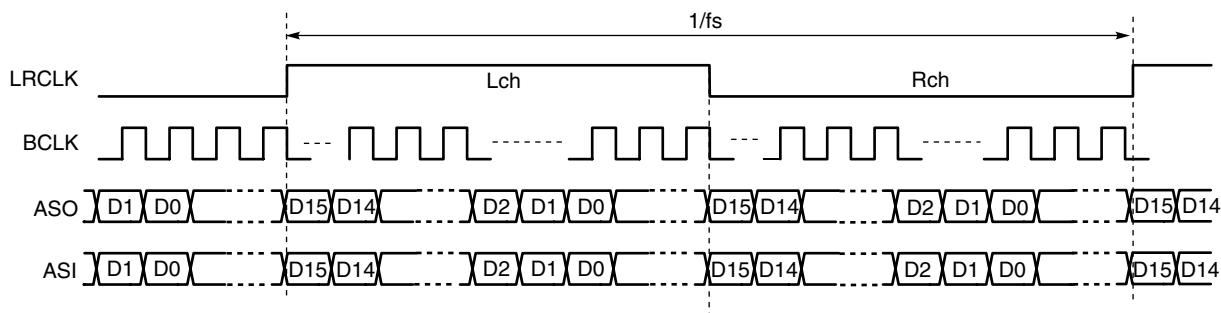 1/fs
LRCLK Lch Rch
BCLK
ASO D1 D0 D15 D14 D2 D1 D0 D15 D14 D2 D1 D0 D15 D14
ASI D1 D0 D15 D14 D2 D1 D0 D15 D14 D2 D1 D0 D15 D14